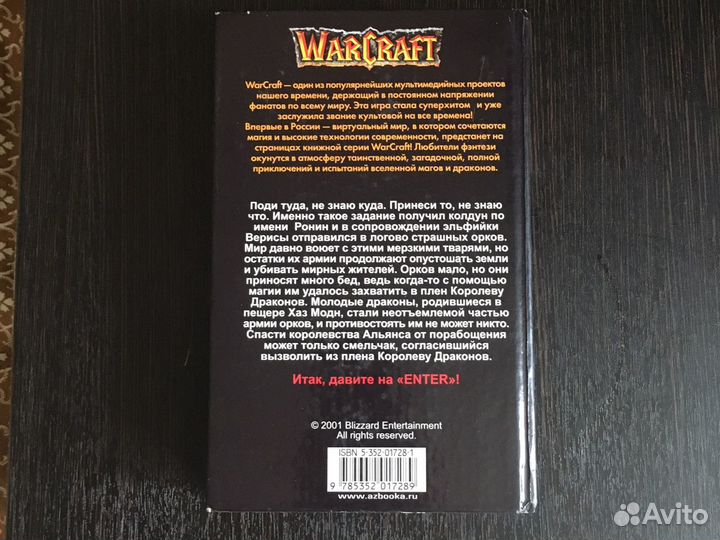 WARCRAFT
WarCraft — один из популярнейших мультимедийных проектов
нашего времени, держащий в постоянном напряжении
фанатов по всему миру. Эта игра стала суперхитом и уже
заслужила звание культовой на все времена!
Впервые в России — виртуальный мир, в котором сочетаются
магия и высокие технологии современности, предстанет на
страницах книжной серии WarCraft! Любители фэнтези
окунутся в атмосферу таинственной, загадочной, полной
приключений и испытаний вселенной магов и драконов.
Поди туда, не знаю куда. Принеси то, не знаю
что. Именно такое задание получил колдун по
имени Ронин и в сопровождении эльфийки
Верисы отправился в логово страшных орков.
Мир давно воюет с этими мерзкими тварями, но
остатки их армии продолжают опустошать земли
и убивать мирных жителей. Орков мало, но они
приносят много бед, ведь когда-то с помощью
магии им удалось захватить в плен Королеву
Драконов. Молодые драконы, родившиеся в
пещере Хаз Модн, стали неотъемлемой частью
армии орков, и противостоять им не может никто.
Спасти королевства Альянса от порабощения
может только смельчак, согласившийся
вызволить из плена Королеву Драконов.
Итак, давите на «ENTER»!
© 2001 Blizzard Entertainment
All rights reserved.
ISBN 5-352-01728-1
9 785352 017289
www.azbooka.ru
Avito